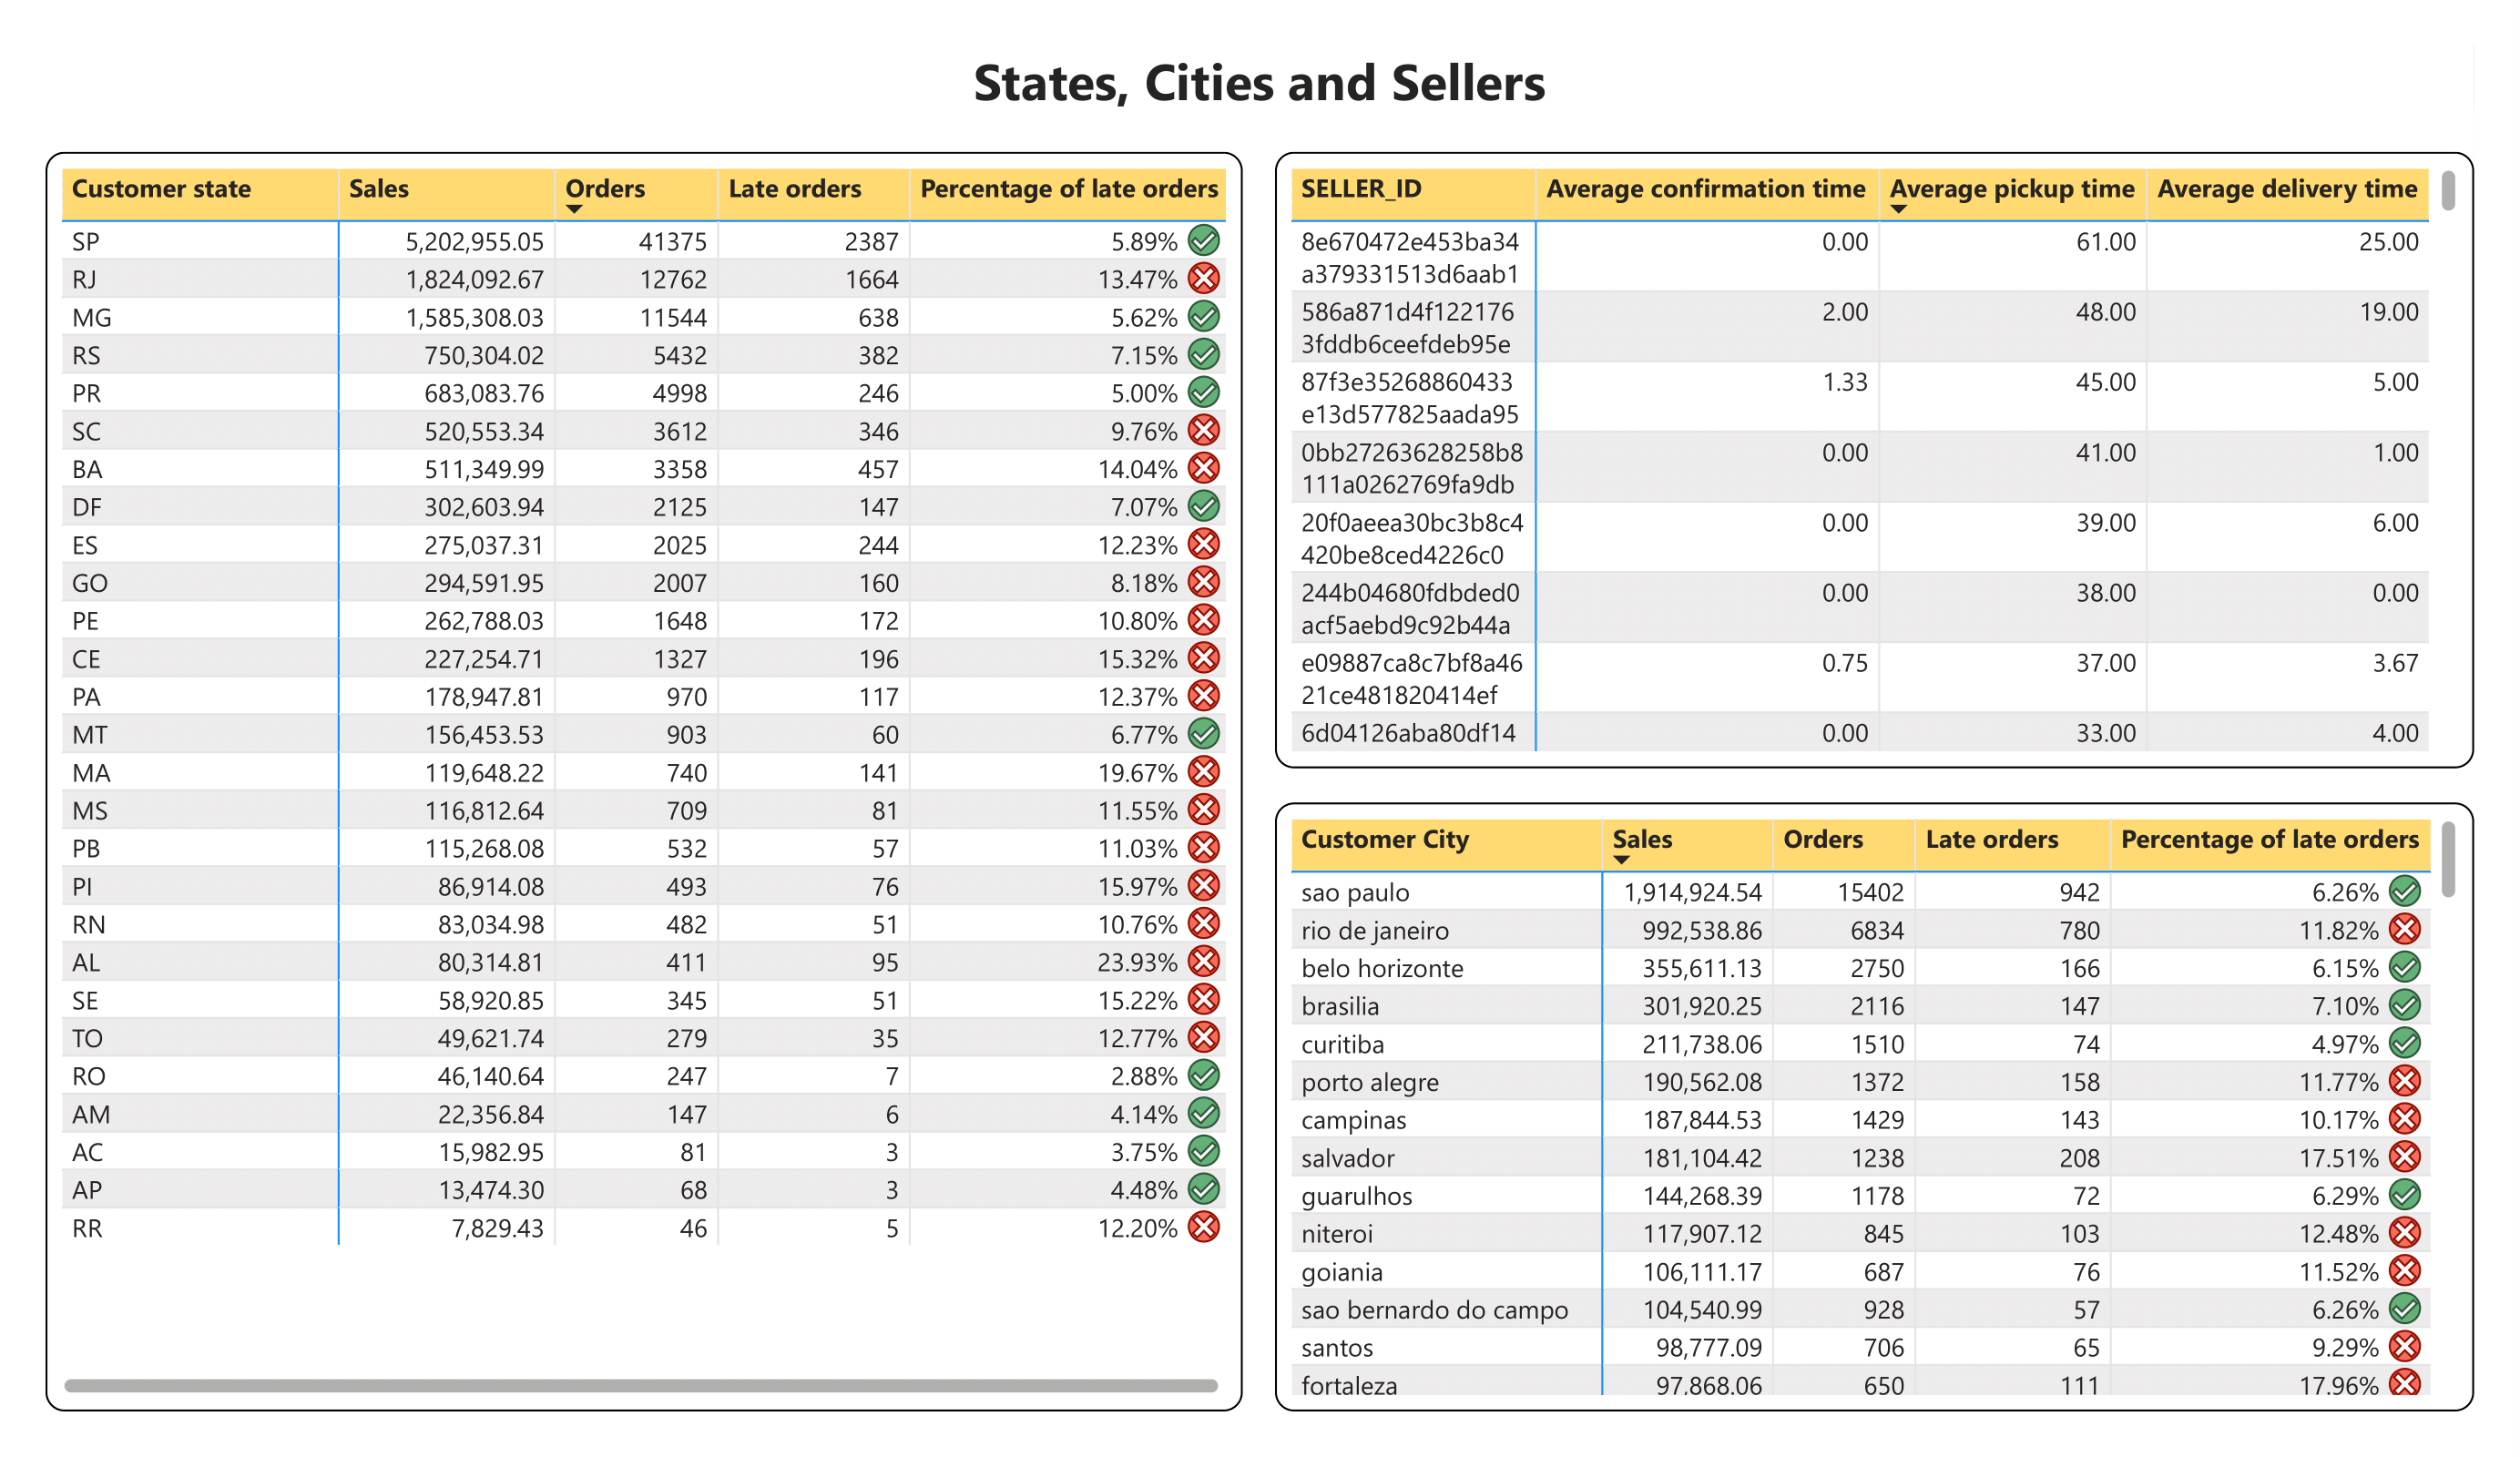 States, Cities and Sellers
Customer state Sales Orders Late orders Percentage of late orders
SP 5,202,955.05 41375 2387 5.89%
RJ 1,824,092.67 12762 1664 13.47%
MG 1,585,308.03 11544 638 5.62%
RS 750,304.02 5432 382 7.15%
PR 683,083.76 4998 246 5.00%
SC 520,553.34 3612 346 9.76%
BA 511,349.99 3358 457 14.04%
DF 302,603.94 2125 147 7.07%
ES 275,037.31 2025 244 12.23%
GO 294,591.95 2007 160 8.18%
PE 262,788.03 1648 172 10.80%
CE 227,254.71 1327 196 15.32%
PA 178,947.81 970 117 12.37%
MT 156,453.53 903 60 6.77%
MA 119,648.22 740 141 19.67%
MS 116,812.64 709 81 11.55%
PB 115,268.08 532 57 11.03%
PI 86,914.08 493 76 15.97%
RN 83,034.98 482 51 10.76%
AL 80,314.81 411 95 23.93%
SE 58,920.85 345 51 15.22%
TO 49,621.74 279 35 12.77%
RO 46,140.64 247 7 2.88%
AM 22,356.84 147 6 4.14%
AC 15,982.95 81 3 3.75%
AP 13,474.30 68 3 4.48%
RR 7,829.43 46 5 12.20%
SELLER_ID Average confirmation time Average pickup time Average delivery time
8e670472e453ba34 0.00 61.00 25.00
a379331513d6aab1
586a871d4f122176 2.00 48.00 19.00
3fddb6ceefdeb95e
87f3e35268860433 1.33 45.00 5.00
e13d577825aada95
0bb27263628258b8 0.00 41.00 1.00
111a0262769fa9db
20f0aeea30bc3b8c4 0.00 39.00 6.00
420be8ced4226c0
244b04680fdbded0 0.00 38.00 0.00
acf5aebd9c92b44a
e09887ca8c7bf8a46 0.75 37.00 3.67
21ce481820414ef
6d04126aba80df14 0.00 33.00 4.00
Customer City Sales Orders Late orders Percentage of late orders
sao paulo 1,914,924.54 15402 942 6.26%
rio de janeiro 992,538.86 6834 780 11.82%
belo horizonte 355,611.13 2750 166 6.15%
brasilia 301,920.25 2116 147 7.10%
curitiba 211,738.06 1510 74 4.97%
porto alegre 190,562.08 1372 158 11.77%
campinas 187,844.53 1429 143 10.17%
salvador 181,104.42 1238 208 17.51%
guarulhos 144,268.39 1178 72 6.29%
niteroi 117,907.12 845 103 12.48%
goiania 106,111.17 687 76 11.52%
sao bernardo do campo 104,540.99 928 57 6.26%
santos 98,777.09 706 65 9.29%
fortaleza 97,868.06 650 111 17.96%